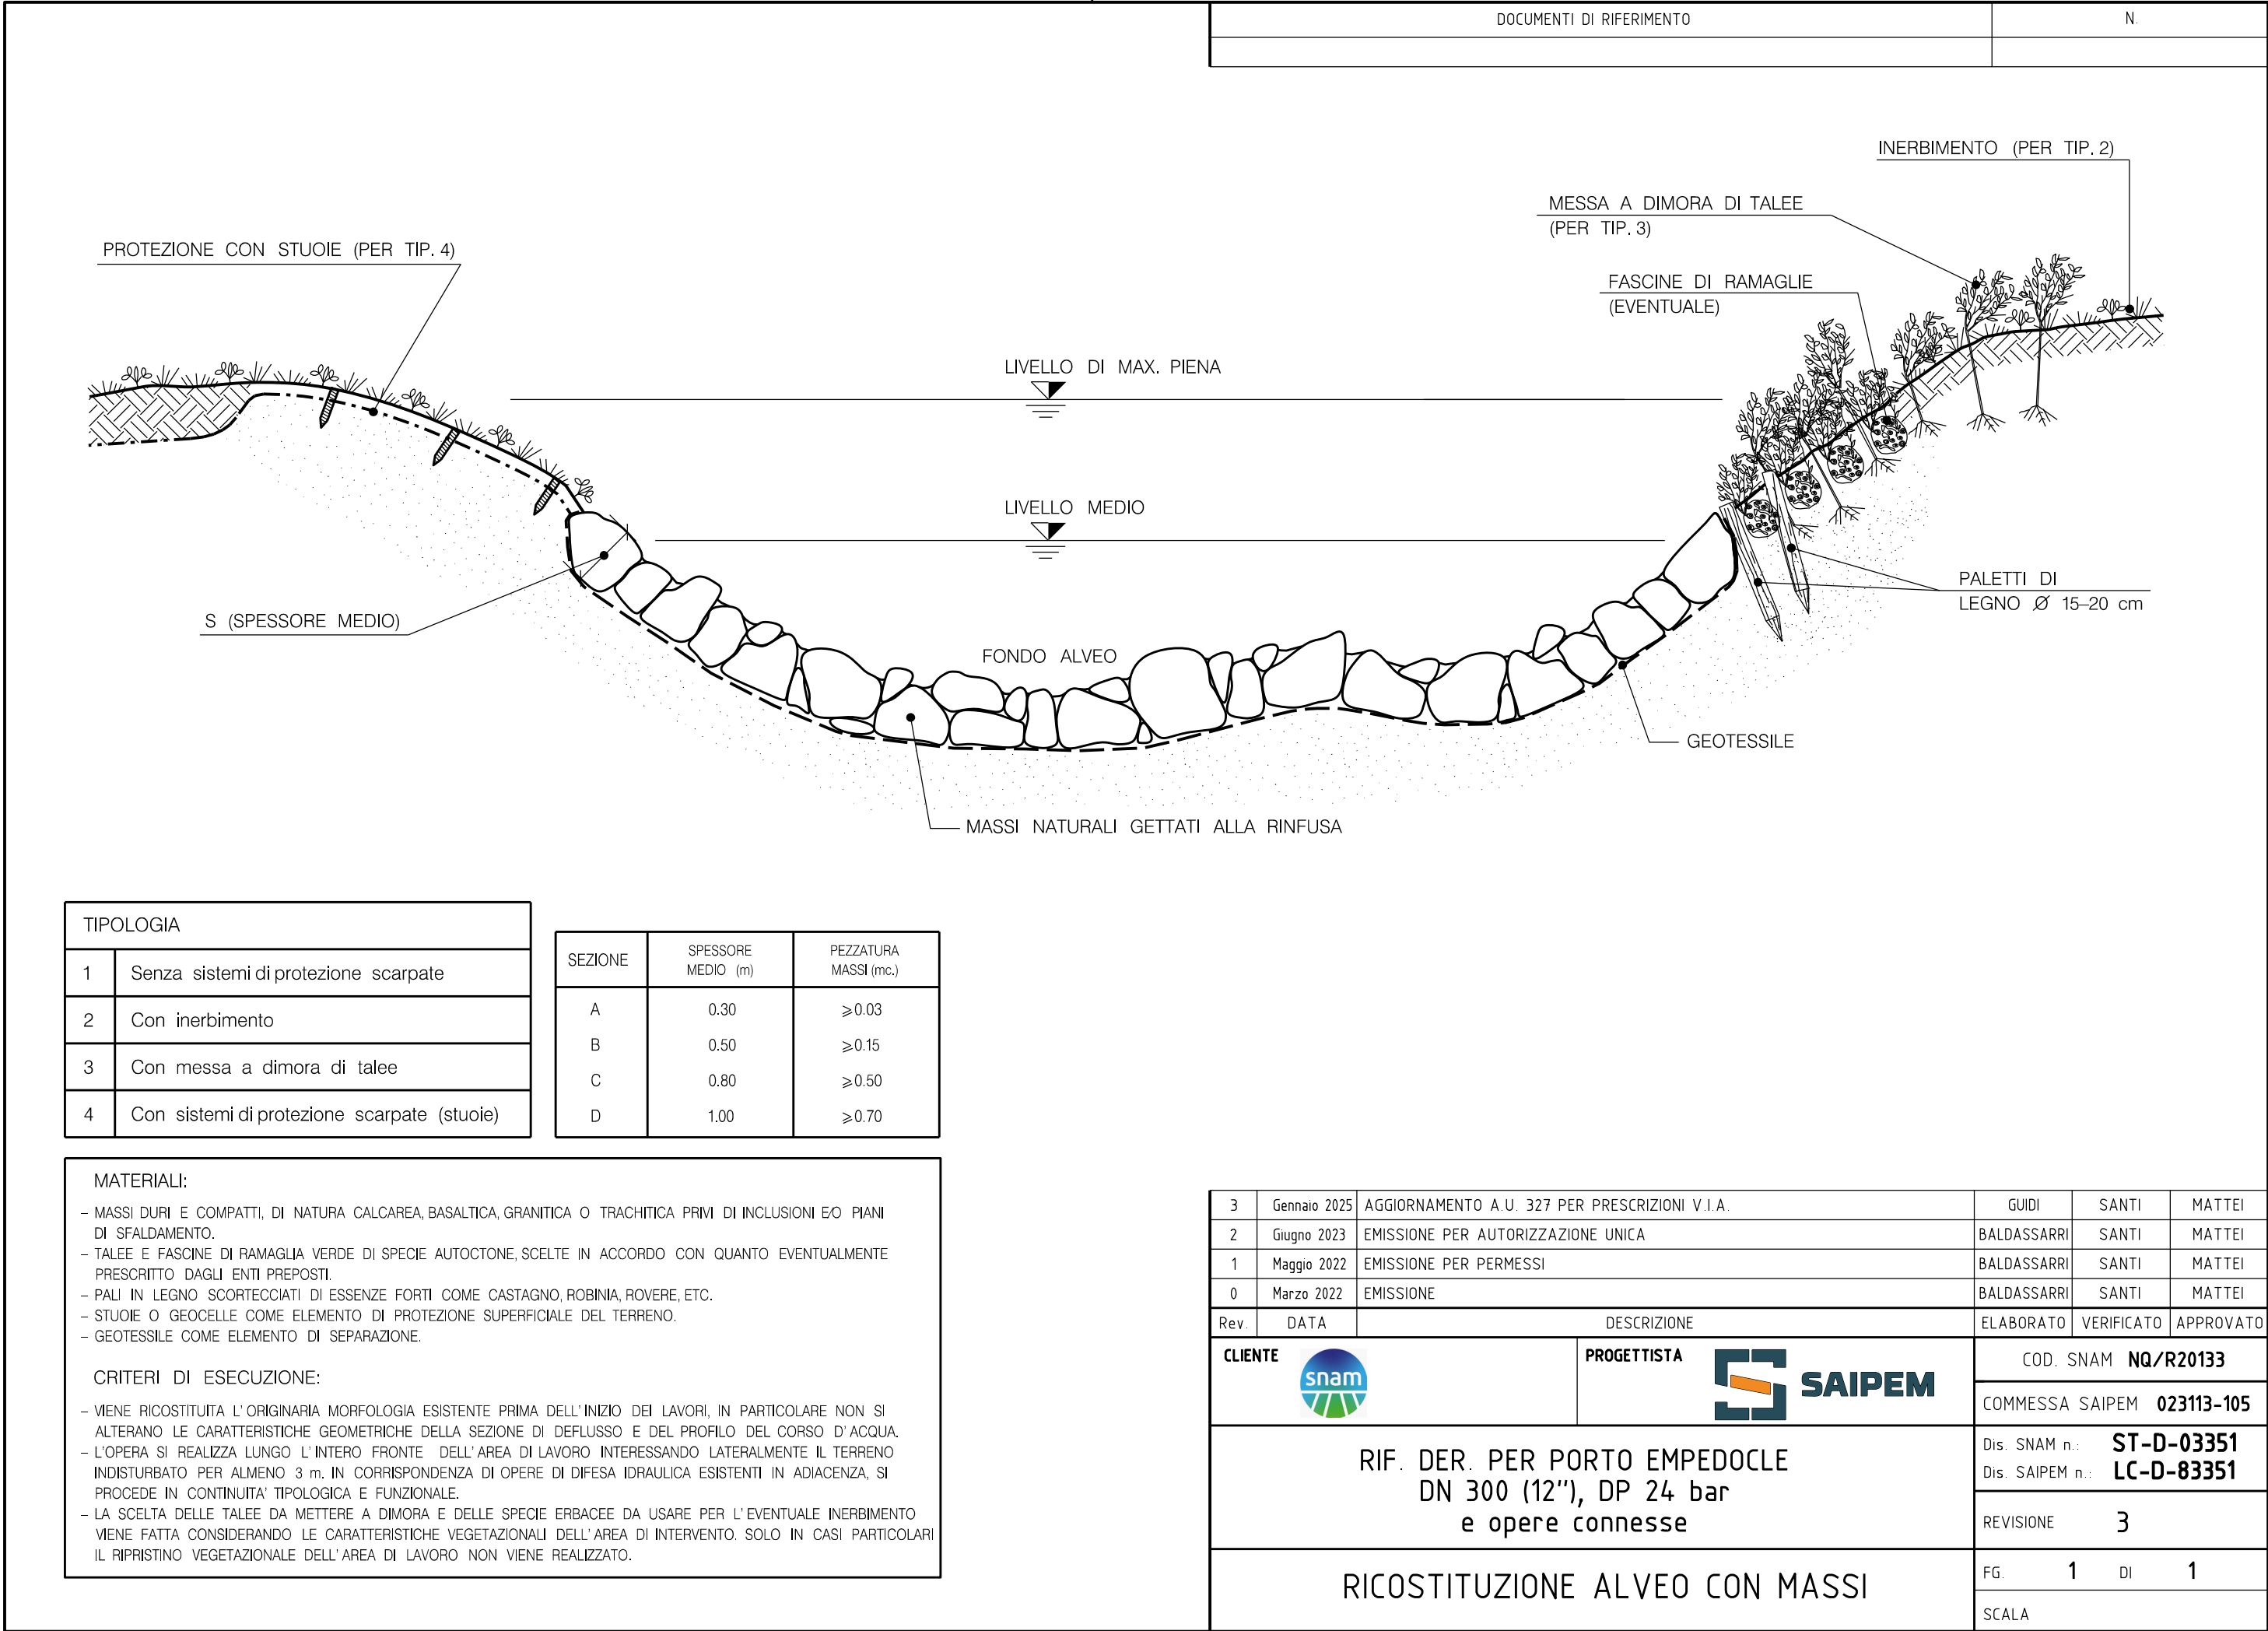 DOCUMENTI DI RIFERIMENTO N.
INERBIMENTO (PER TIP. 2)
MESSA A DIMORA DI TALEE
(PER TIP. 3)
PROTEZIONE CON STUOIE (PER TIP. 4)
FASCINE DI RAMAGLIE
(EVENTUALE)
LIVELLO DI MAX. PIENA
LIVELLO MEDIO
PALETTI DI
LEGNO Ø 15–20 cm
S (SPESSORE MEDIO)
FONDO ALVEO
GEOTESSILE
MASSI NATURALI GETTATI ALLA RINFUSA
TIPOLOGIA
1 Senza sistemi di protezione scarpate
2 Con inerbimento
3 Con messa a dimora di talee
4 Con sistemi di protezione scarpate (stuoie)
SEZIONE SPESSORE MEDIO (m) PEZZATURA MASSI (mc.)
A 0.30 ⩾0.03
B 0.50 ⩾0.15
C 0.80 ⩾0.50
D 1.00 ⩾0.70
MATERIALI:
– MASSI DURI E COMPATTI, DI NATURA CALCAREA, BASALTICA, GRANITICA O TRACHITICA PRIVI DI INCLUSIONI E/O PIANI
DI SFALDAMENTO.
– TALEE E FASCINE DI RAMAGLIA VERDE DI SPECIE AUTOCTONE, SCELTE IN ACCORDO CON QUANTO EVENTUALMENTE
PRESCRITTO DAGLI ENTI PREPOSTI.
– PALI IN LEGNO SCORTECCIATI DI ESSENZE FORTI COME CASTAGNO, ROBINIA, ROVERE, ETC.
– STUOIE O GEOCELLE COME ELEMENTO DI PROTEZIONE SUPERFICIALE DEL TERRENO.
– GEOTESSILE COME ELEMENTO DI SEPARAZIONE.
CRITERI DI ESECUZIONE:
– VIENE RICOSTITUITA L'ORIGINARIA MORFOLOGIA ESISTENTE PRIMA DELL'INIZIO DEI LAVORI, IN PARTICOLARE NON SI
ALTERANO LE CARATTERISTICHE GEOMETRICHE DELLA SEZIONE DI DEFLUSSO E DEL PROFILO DEL CORSO D'ACQUA.
– L'OPERA SI REALIZZA LUNGO L'INTERO FRONTE DELL'AREA DI LAVORO INTERESSANDO LATERALMENTE IL TERRENO
INDISTURBATO PER ALMENO 3 m. IN CORRISPONDENZA DI OPERE DI DIFESA IDRAULICA ESISTENTI IN ADIACENZA, SI
PROCEDE IN CONTINUITA' TIPOLOGICA E FUNZIONALE.
– LA SCELTA DELLE TALEE DA METTERE A DIMORA E DELLE SPECIE ERBACEE DA USARE PER L'EVENTUALE INERBIMENTO
VIENE FATTA CONSIDERANDO LE CARATTERISTICHE VEGETAZIONALI DELL'AREA DI INTERVENTO. SOLO IN CASI PARTICOLARI
IL RIPRISTINO VEGETAZIONALE DELL'AREA DI LAVORO NON VIENE REALIZZATO.
3 Gennaio 2025 AGGIORNAMENTO A.U. 327 PER PRESCRIZIONI V.I.A. GUIDI SANTI MATTEI
2 Giugno 2023 EMISSIONE PER AUTORIZZAZIONE UNICA BALDASSARRI SANTI MATTEI
1 Maggio 2022 EMISSIONE PER PERMESSI BALDASSARRI SANTI MATTEI
0 Marzo 2022 EMISSIONE BALDASSARRI SANTI MATTEI
Rev. DATA DESCRIZIONE ELABORATO VERIFICATO APPROVATO
CLIENTE
snam
PROGETTISTA
SAIPEM
COD. SNAM NQ/R20133
COMMESSA SAIPEM 023113-105
RIF. DER. PER PORTO EMPEDOCLE
DN 300 (12"), DP 24 bar
e opere connesse
Dis. SNAM n.: ST-D-03351
Dis. SAIPEM n.: LC-D-83351
REVISIONE 3
RICOSTITUZIONE ALVEO CON MASSI
FG. 1 DI 1
SCALA